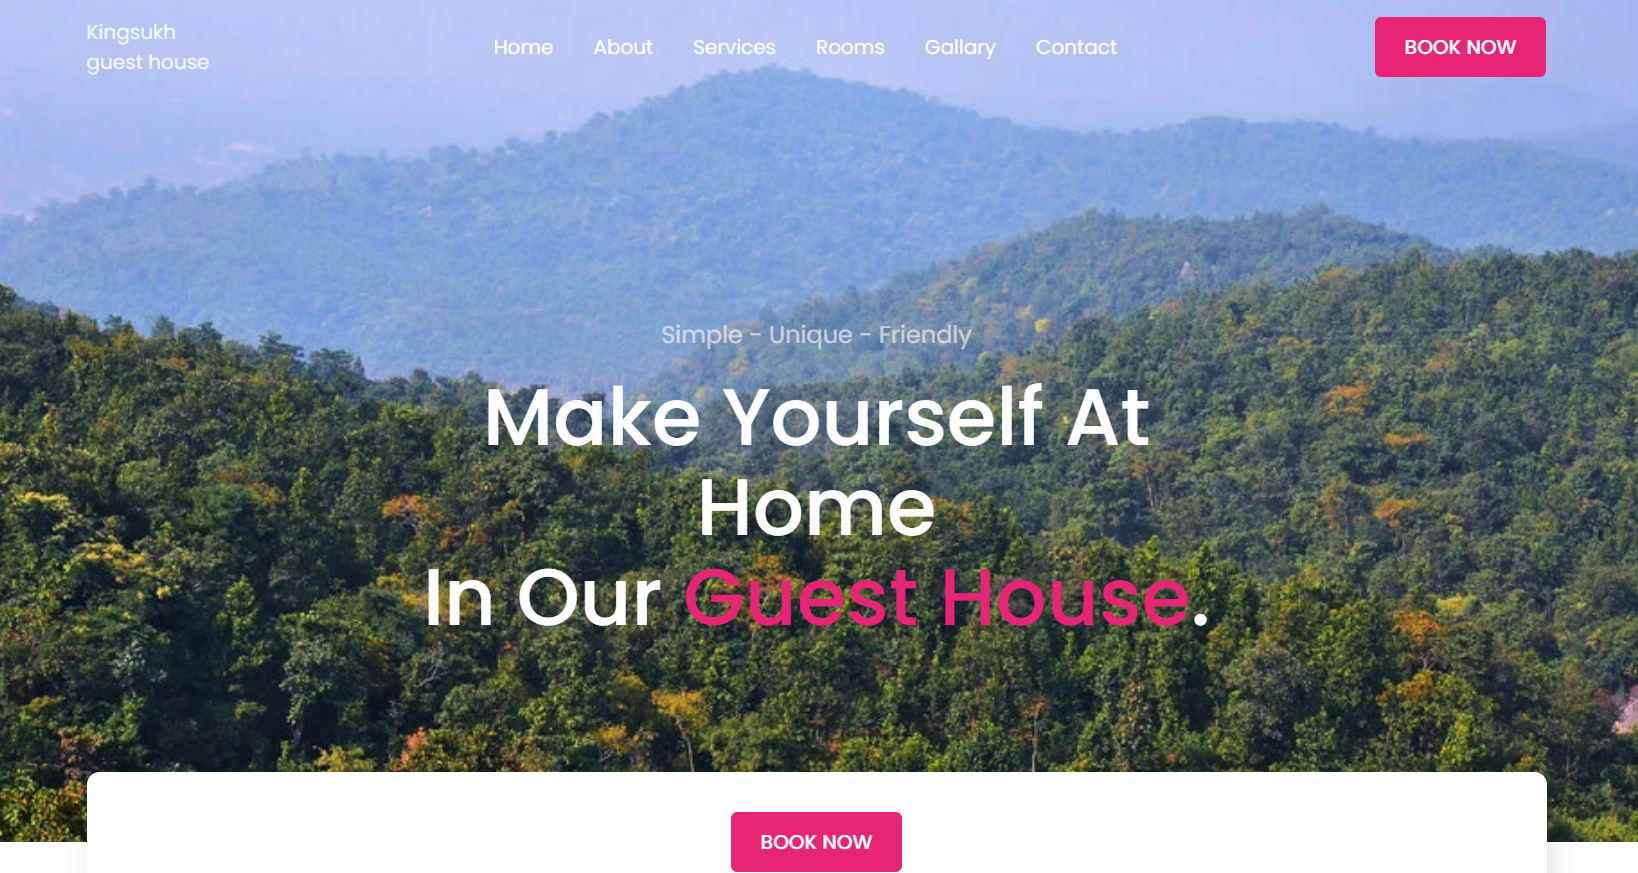 Kingsukh
guest house
Home About Services Rooms Gallary Contact
BOOK NOW
Simple - Unique - Friendly
Make Yourself At
Home
In Our Guest House.
BOOK NOW